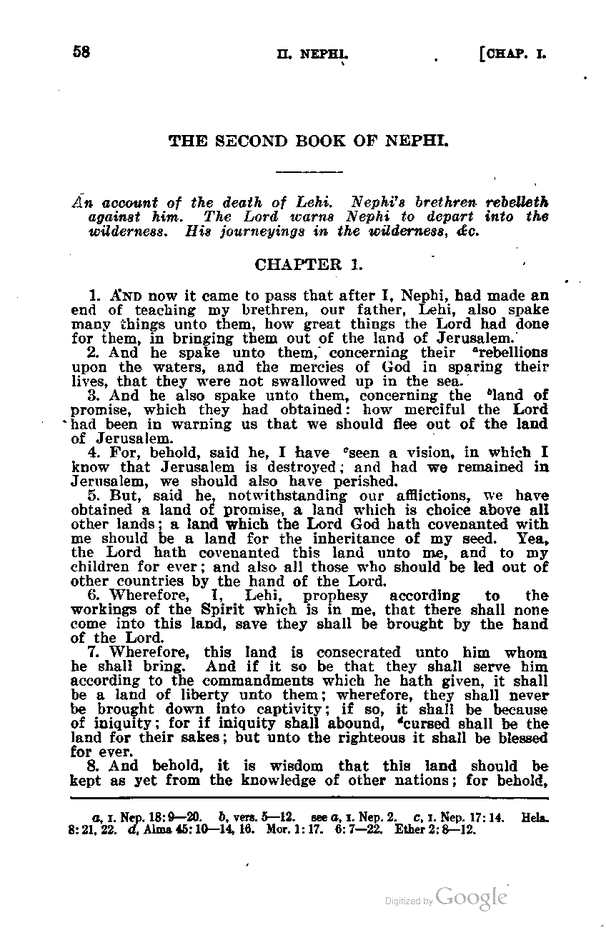 58 II. NEPHI. [CHAP. I.
THE SECOND BOOK OF NEPHI.
An account of the death of Lehi. Nephi's brethren rebelleth
against him. The Lord warns Nephi to depart into the
wilderness. His journeyings in the wilderness, &c.
CHAPTER 1.
1. AND now it came to pass that after I, Nephi, had made an
end of teaching my brethren, our father, Lehi, also spake
many things unto them, how great things the Lord had done
for them, in bringing them out of the land of Jerusalem.
2. And he spake unto them, concerning their ᵃrebellions
upon the waters, and the mercies of God in sparing their
lives, that they were not swallowed up in the sea.
3. And he also spake unto them, concerning the ᵇland of
promise, which they had obtained: how merciful the Lord
had been in warning us that we should flee out of the land
of Jerusalem.
4. For, behold, said he, I have ᶜseen a vision, in which I
know that Jerusalem is destroyed; and had we remained in
Jerusalem, we should also have perished.
5. But, said he, notwithstanding our afflictions, we have
obtained a land of promise, a land which is choice above all
other lands; a land which the Lord God hath covenanted with
me should be a land for the inheritance of my seed. Yea,
the Lord hath covenanted this land unto me, and to my
children for ever; and also all those who should be led out of
other countries by the hand of the Lord.
6. Wherefore, I, Lehi, prophesy according to the
workings of the Spirit which is in me, that there shall none
come into this land, save they shall be brought by the hand
of the Lord.
7. Wherefore, this land is consecrated unto him whom
he shall bring. And if it so be that they shall serve him
according to the commandments which he hath given, it shall
be a land of liberty unto them; wherefore, they shall never
be brought down into captivity; if so, it shall be because
of iniquity; for if iniquity shall abound, ᵈcursed shall be the
land for their sakes; but unto the righteous it shall be blessed
for ever.
8. And behold, it is wisdom that this land should be
kept as yet from the knowledge of other nations; for behold,
a, I. Nep. 18:9—20. b, vers. 5—12. see a, I. Nep. 2. c, I. Nep. 17:14. Hela.
8:21, 22. d, Alma 45:10—14, 16. Mor. 1:17. 6:7—22. Ether 2:8—12.
Digitized by Google